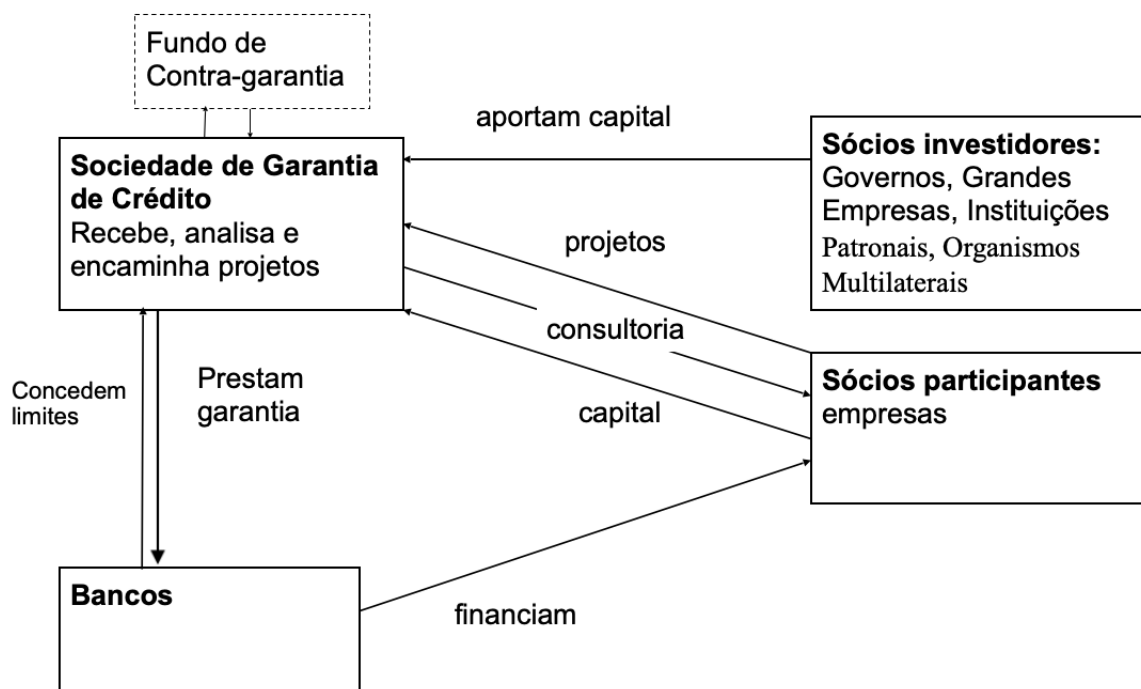 Fundo de
Contra-garantia
aportam capital
Sociedade de Garantia
de Crédito
Recebe, analisa e
encaminha projetos
Sócios investidores:
Governos, Grandes
Empresas, Instituições
Patronais, Organismos
Multilaterais
projetos
consultoria
capital
Sócios participantes
empresas
Concedem
limites
Prestam
garantia
Bancos
financiam